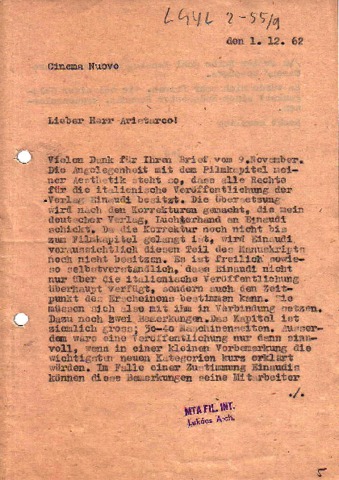 LGYL 2-55/9
den 1. 12. 62
Cinema Nuovo
Lieber Herr Aristarco!
Vielen Dank für Ihren Brief vom 9.November.
Die Angelegenheit mit dem Filmkapitel mei-
ner Aesthetik steht so, dass alle Rechte
für die italienische Veröffentlichung der
Verlag Einaudi besitzt. Die Übersetzung
wird nach den Korrekturen gemacht, die mein
deutscher Verlag, Luchterhand an Einaudi
schickt. Da die Korrektur noch nicht bis
zum Filmkapitel gelangt ist, wird Einaudi
voraussichtlich diesen Teil des Manuskripts
noch nicht besitzen. Es ist freilich sowie-
so selbstverständlich, dass Einaudi nicht
nur über die italienische Veröffentlichung
überhaupt verfügt, sondern auch den Zeit-
punkt des Erscheinens bestimmen kann. Sie
müssen sich also mit ihm in Verbindung setzen.
Dazu noch zwei Bemerkungen. Das Kapitel ist
ziemlich gross; 30-40 Maschinenseiten. Ausser-
dem ware eine Veröffentlichung nur dann sinn-
voll, wenn in einer kleinen Vorbemerkung die
wichtigsten neuen Kategorien kurs erklärt
würden. Im Falle einer Zustimmung Einaudis
können diese Bemerkungen seine Mitarbeiter
./.
MTA FIL. INT.
Lukács Arch.
5